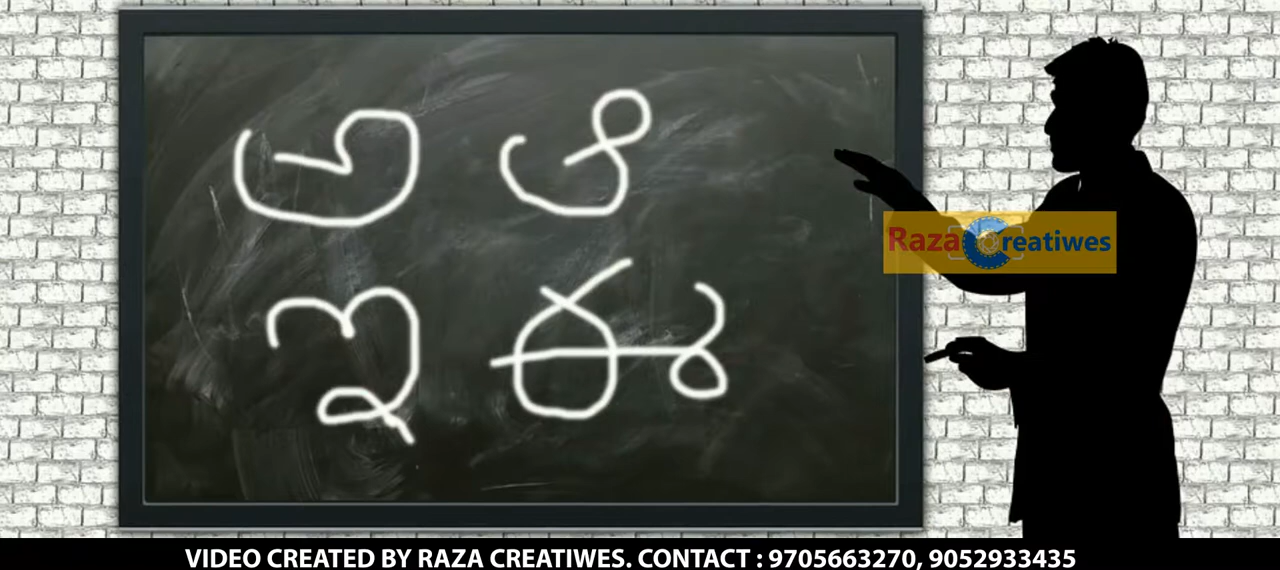 అ ఆ
ఇ ఈ
Raza Creatiwes
VIDEO CREATED BY RAZA CREATIWES. CONTACT : 9705663270, 9052933435